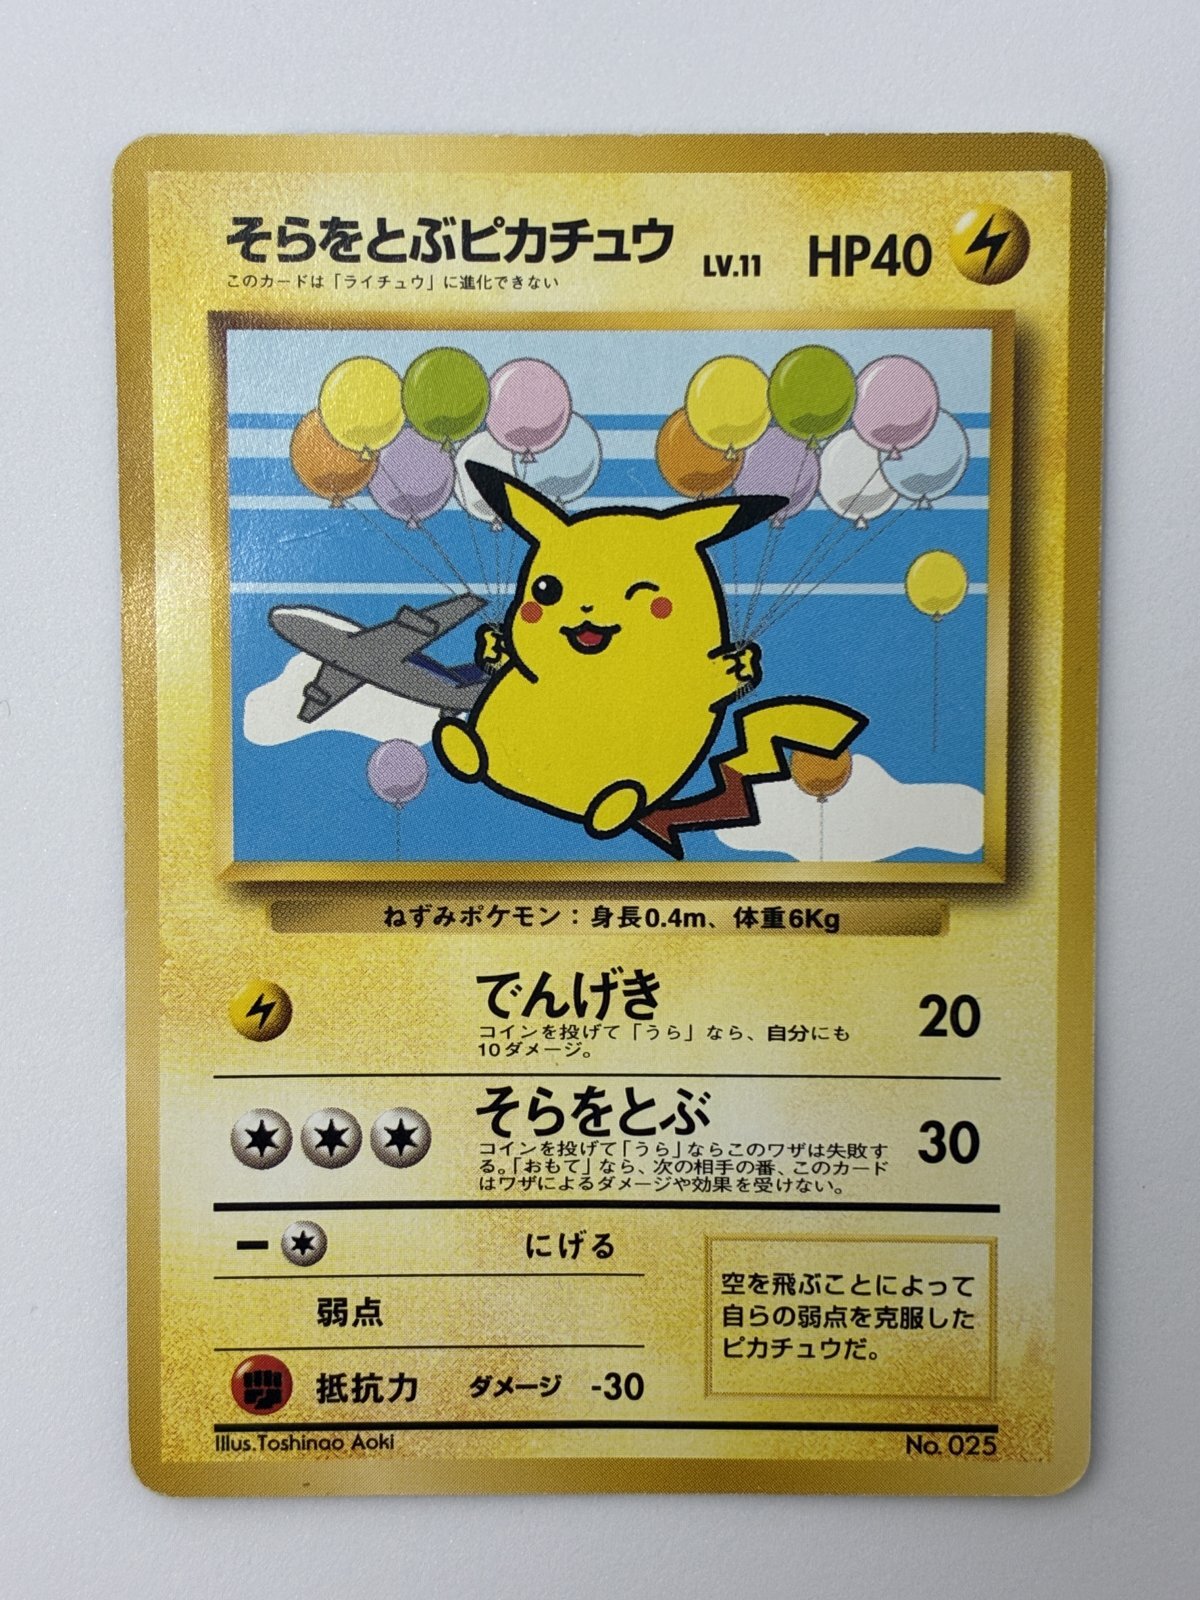 そらをとぶピカチュウ LV.11 HP40
このカードは「ライチュウ」に進化できない
ねずみポケモン：身長0.4m、体重6Kg
でんげき 20
コインを投げて「うら」なら、自分にも
10ダメージ。
そらをとぶ 30
コインを投げて「うら」ならこのワザは失敗す
る。「おもて」なら、次の相手の番、このカード
はワザによるダメージや効果を受けない。
− にげる
弱点
抵抗力 ダメージ -30
空を飛ぶことによって
自らの弱点を克服した
ピカチュウだ。
Illus.Toshinao Aoki No. 025